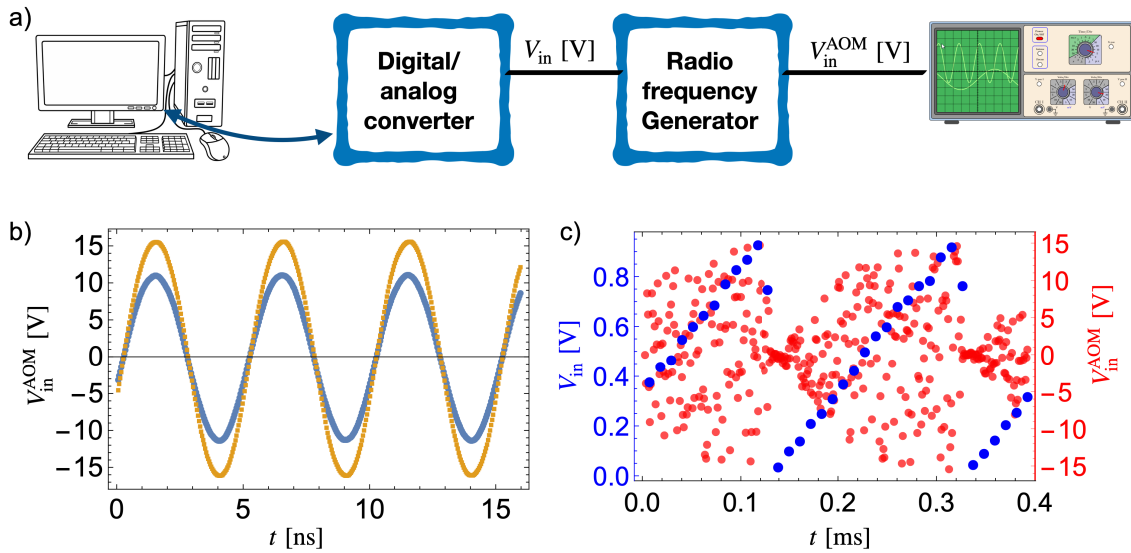 a)
Digital/
analog
converter
V_in [V]
Radio
frequency
Generator
V_in^AOM [V]
b)
V_in^AOM [V]
15
10
5
0
−5
−10
−15
0
5
10
15
t [ns]
c)
V_in [V]
0.8
0.6
0.4
0.2
0.0
0.0
0.1
0.2
0.3
0.4
t [ms]
15
10
5
0
−5
−10
−15
V_in^AOM [V]